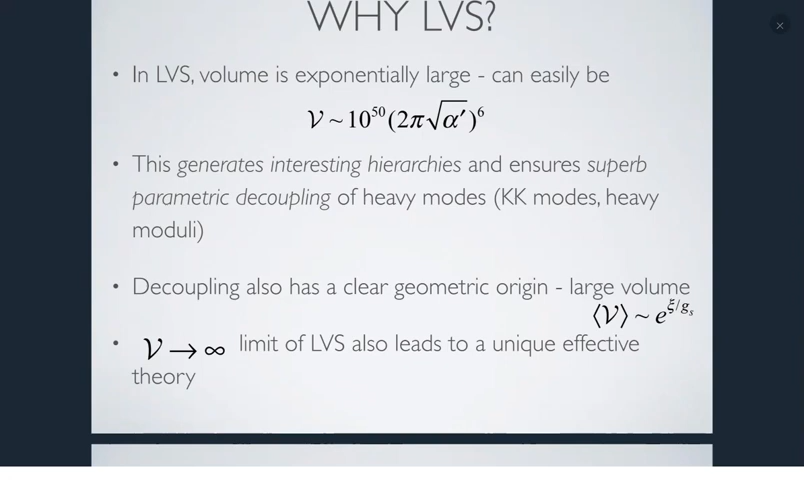 WHY LVS?
• In LVS, volume is exponentially large - can easily be
𝒱 ~ 10⁵⁰(2π√α′)⁶
• This generates interesting hierarchies and ensures superb
parametric decoupling of heavy modes (KK modes, heavy
moduli)
• Decoupling also has a clear geometric origin - large volume
⟨𝒱⟩ ~ e^{ξ/g_s}
• 𝒱 → ∞ limit of LVS also leads to a unique effective
theory